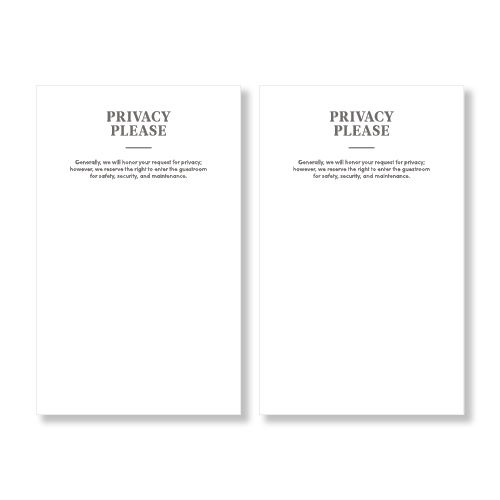 PRIVACY
PLEASE
Generally, we will honor your request for privacy;
however, we reserve the right to enter the guestroom
for safety, security, and maintenance.
PRIVACY
PLEASE
Generally, we will honor your request for privacy;
however, we reserve the right to enter the guestroom
for safety, security, and maintenance.